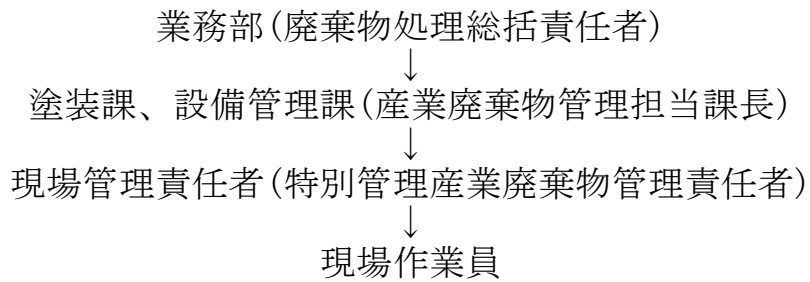 業務部(廃棄物処理総括責任者)
↓
塗装課、設備管理課(産業廃棄物管理担当課長)
↓
現場管理責任者(特別管理産業廃棄物管理責任者)
↓
現場作業員